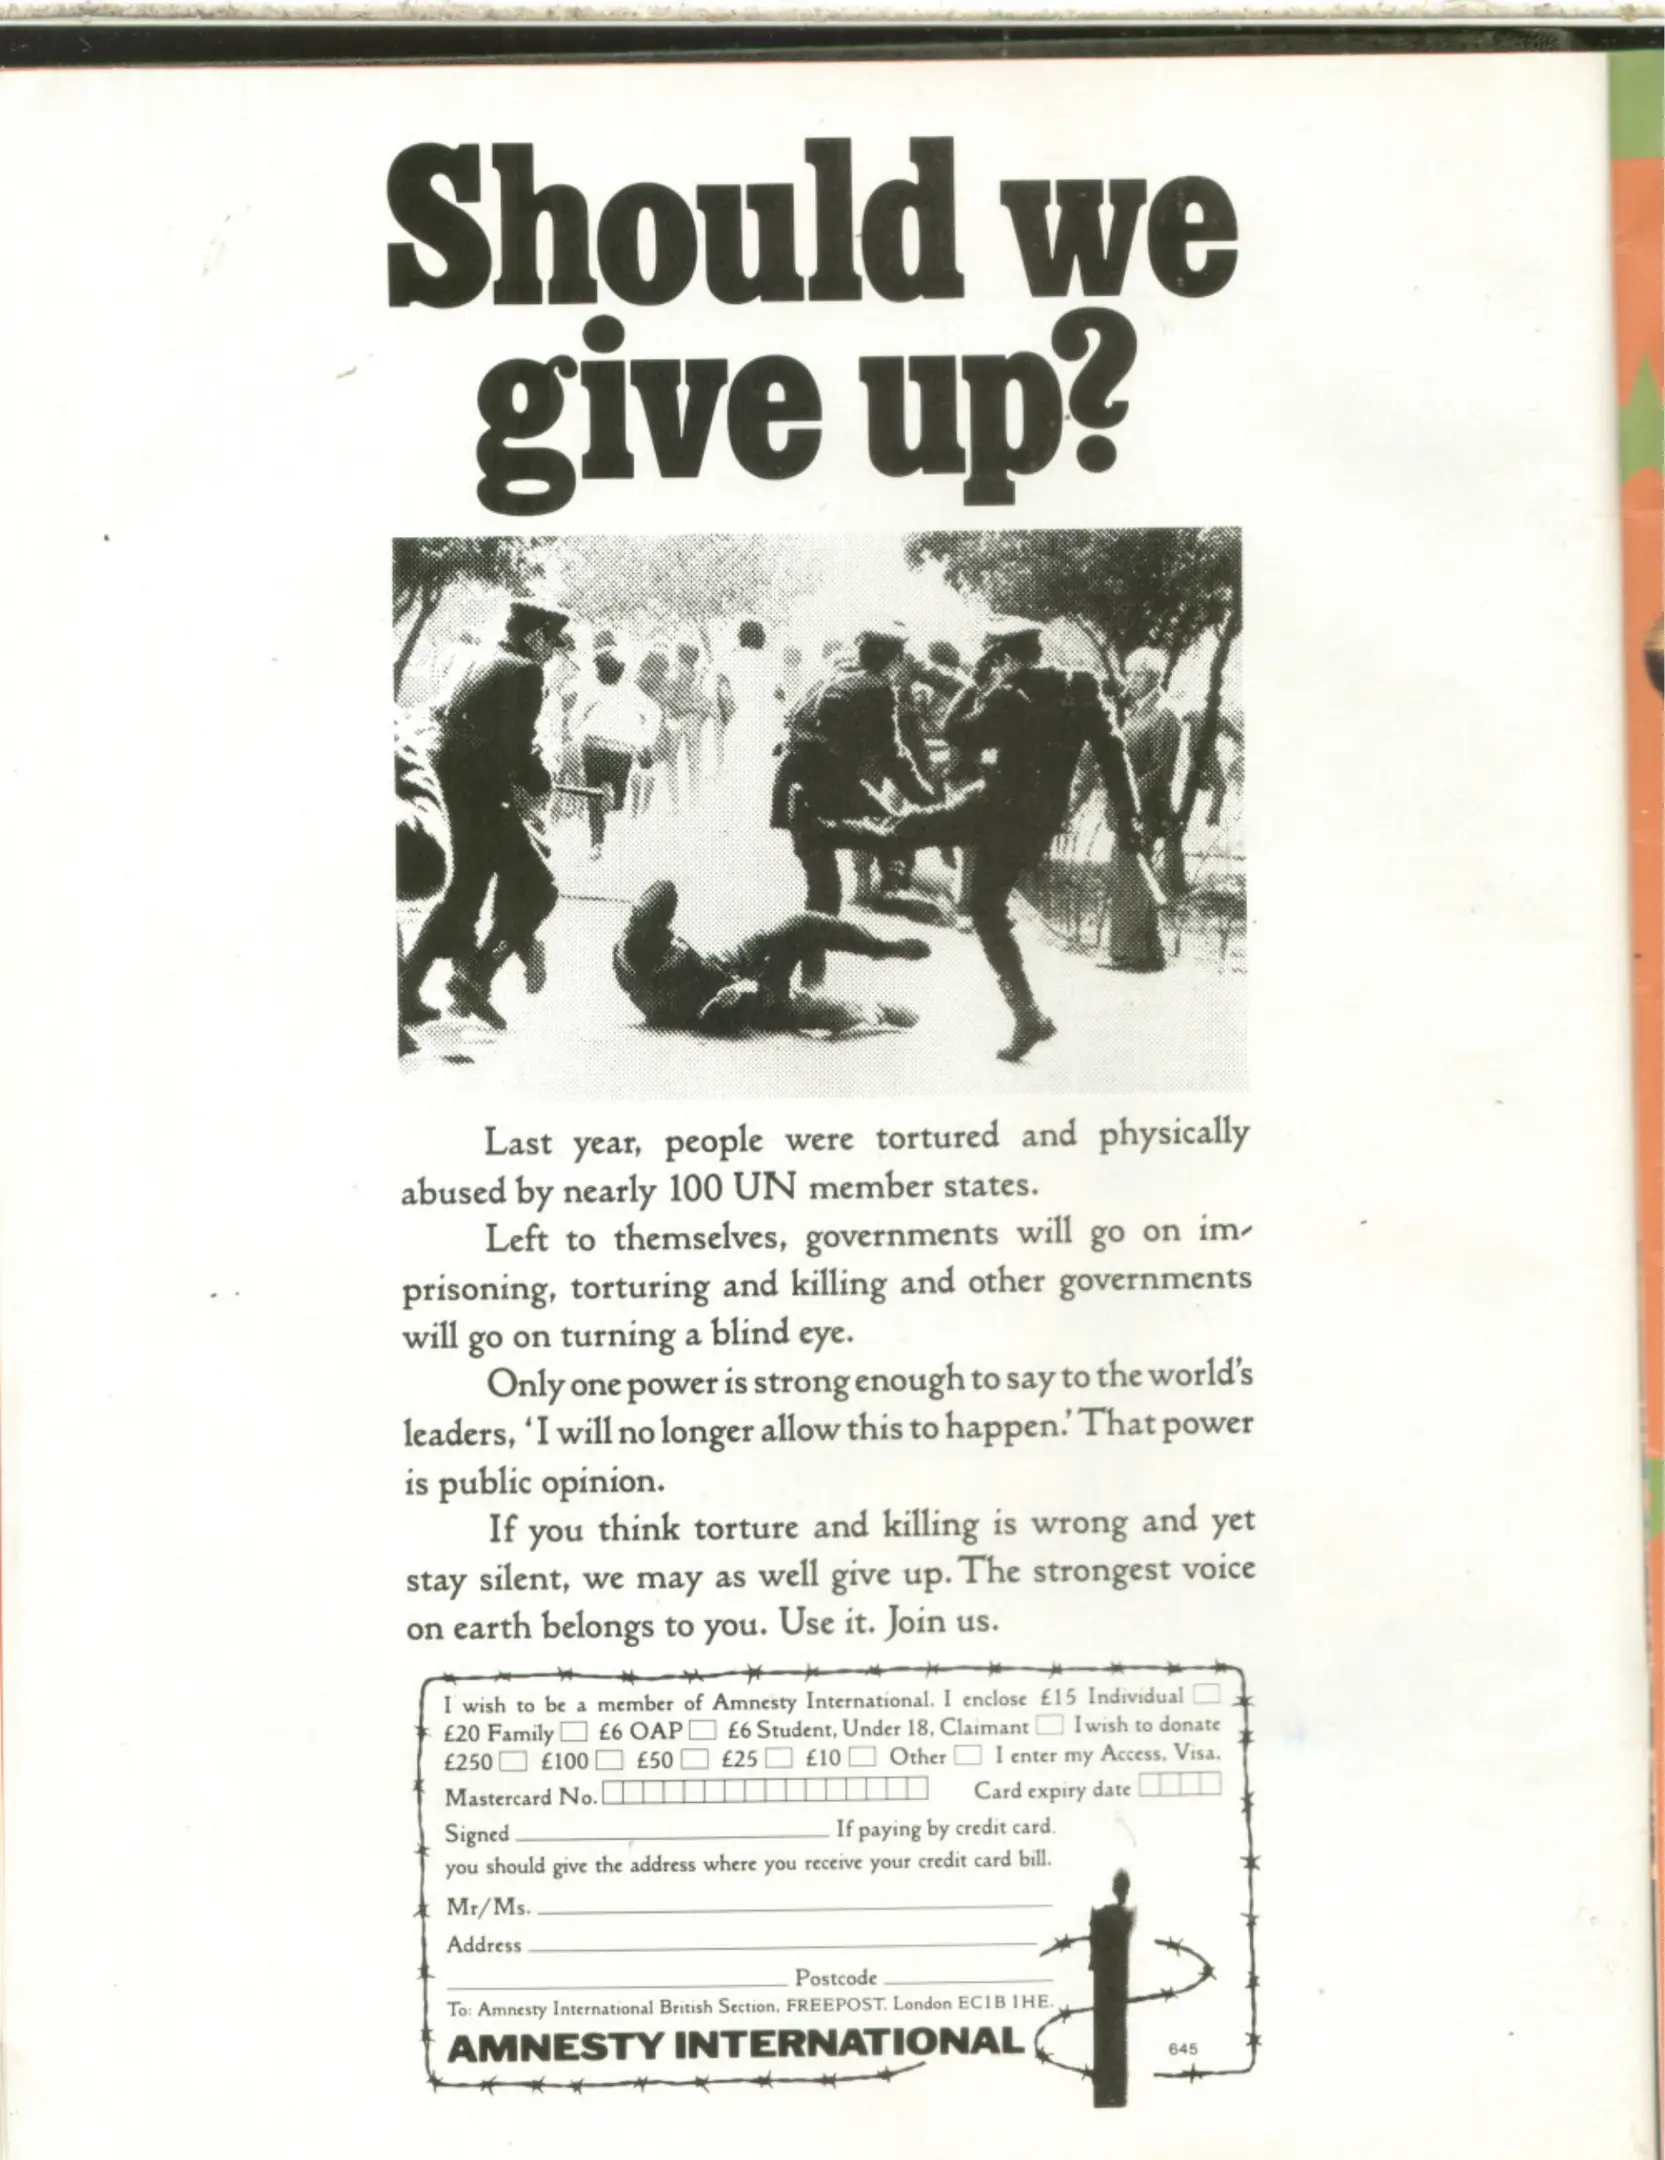 Should we
give up?
Last year, people were tortured and physically
abused by nearly 100 UN member states.
Left to themselves, governments will go on im-
prisoning, torturing and killing and other governments
will go on turning a blind eye.
Only one power is strong enough to say to the world's
leaders, 'I will no longer allow this to happen.' That power
is public opinion.
If you think torture and killing is wrong and yet
stay silent, we may as well give up. The strongest voice
on earth belongs to you. Use it. Join us.
I wish to be a member of Amnesty International. I enclose £15 Individual
£20 Family £6 OAP £6 Student, Under 18, Claimant I wish to donate
£250 £100 £50 £25 £10 Other I enter my Access, Visa,
Mastercard No. Card expiry date
Signed If paying by credit card.
you should give the address where you receive your credit card bill.
Mr/Ms.
Address
Postcode
To: Amnesty International British Section, FREEPOST, London EC1B 1HE.
AMNESTY INTERNATIONAL
645